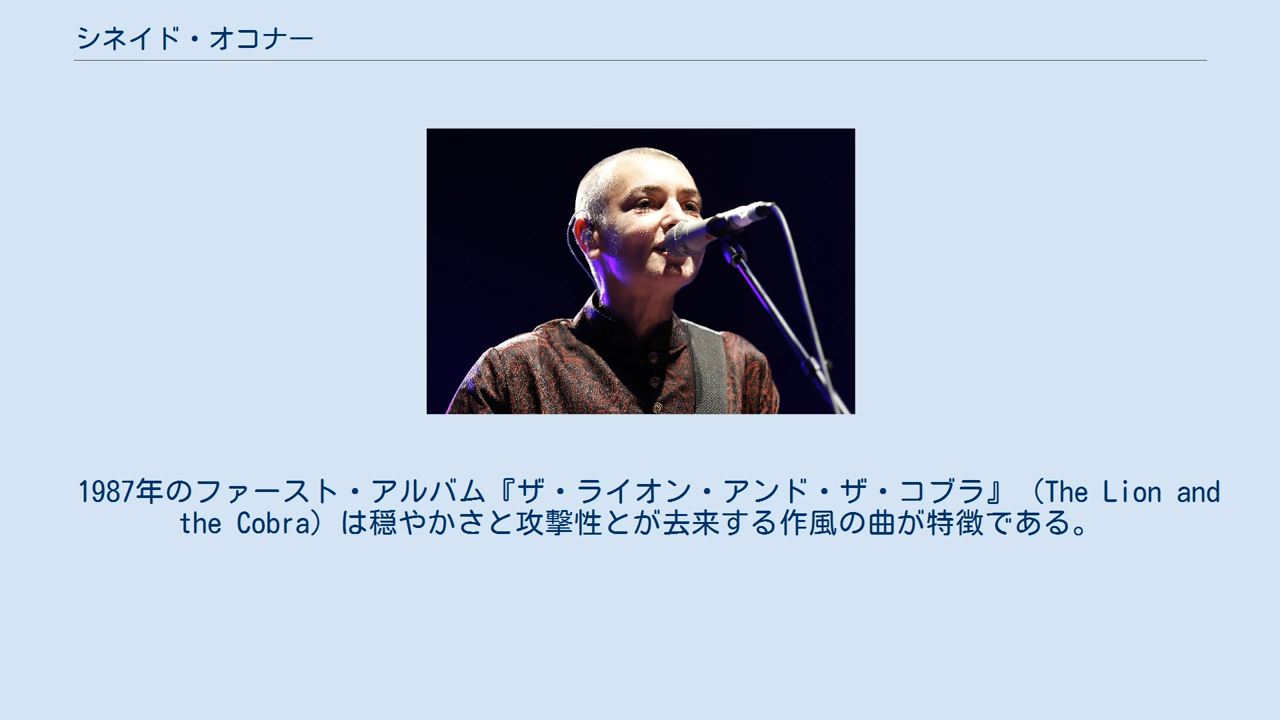 シネイド・オコナー
1987年のファースト・アルバム『ザ・ライオン・アンド・ザ・コブラ』（The Lion and
the Cobra）は穏やかさと攻撃性とが去来する作風の曲が特徴である。